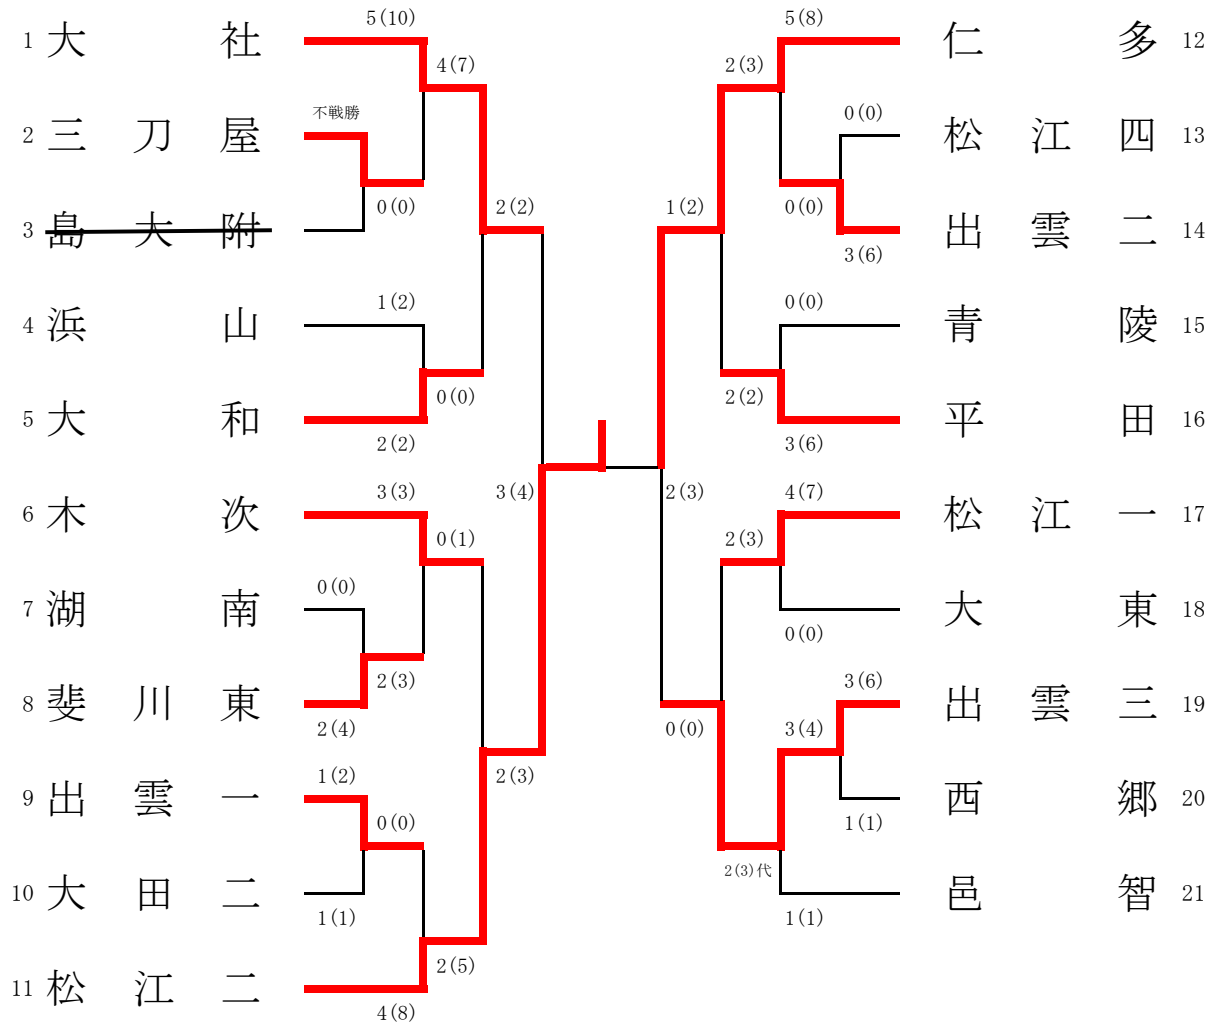 5(10)
5(8)
1 大社
仁多 12
4(7)
2(3)
不戦勝
0(0)
2 三刀屋
松江四 13
0(0)
2(2)
1(2)
0(0)
3 島大附
出雲二 14
3(6)
1(2)
0(0)
4 浜山
青陵 15
0(0)
2(2)
5 大和
平田 16
2(2)
3(6)
3(3)
3(4)
2(3)
4(7)
6 木次
松江一 17
0(1)
2(3)
0(0)
7 湖南
大東 18
0(0)
2(3)
3(6)
8 斐川東
出雲三 19
2(4)
0(0)
3(4)
1(2)
2(3)
9 出雲一
西郷 20
0(0)
1(1)
2(3)代
10 大田二
邑智 21
1(1)
1(1)
2(5)
11 松江二
4(8)